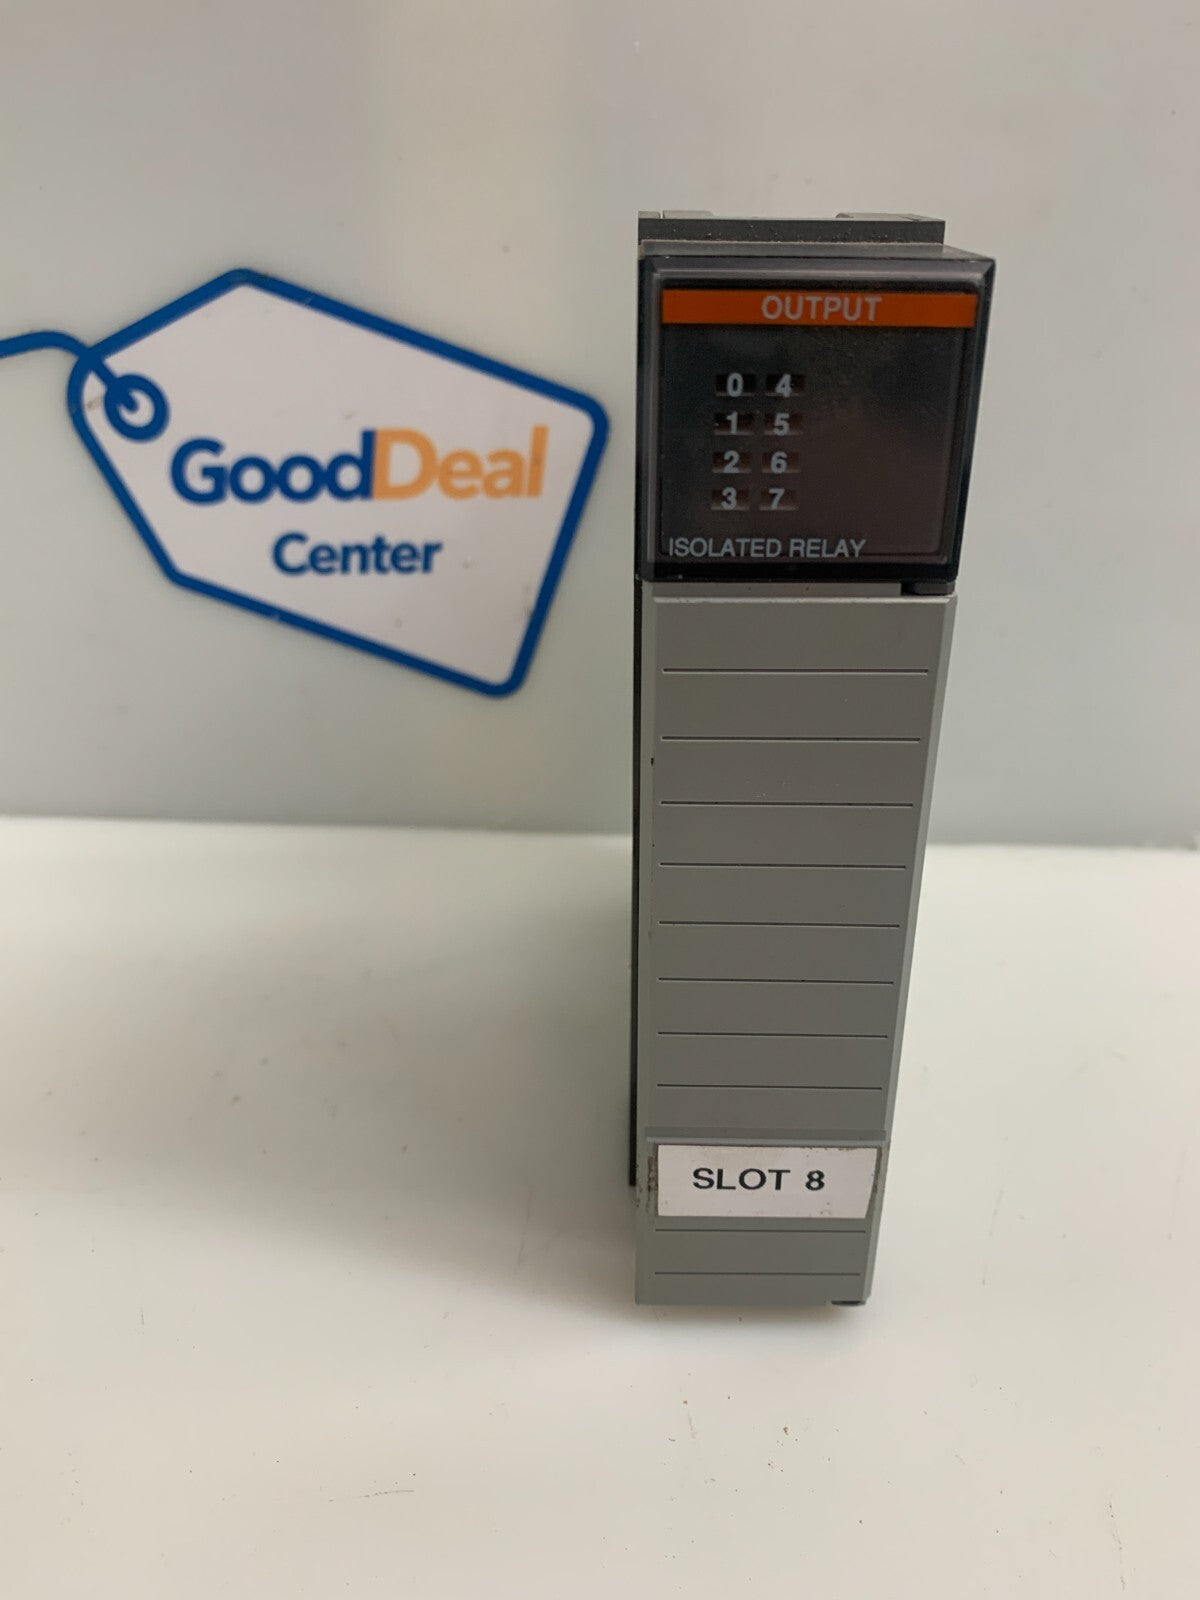 GoodDeal
Center
OUTPUT
0 4
1 5
2 6
3 7
ISOLATED RELAY
SLOT 8